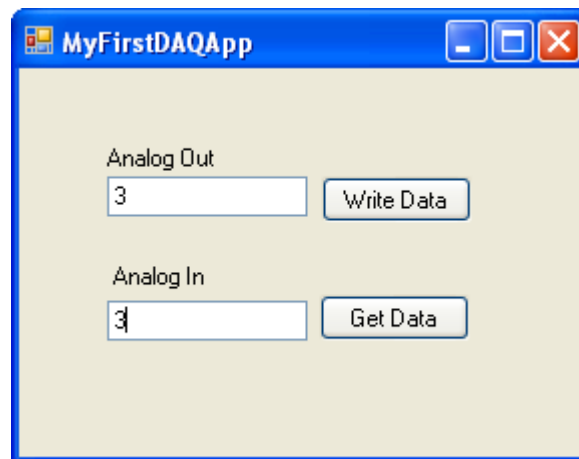 MyFirstDAQApp
Analog Out
3 Write Data
Analog In
3 Get Data